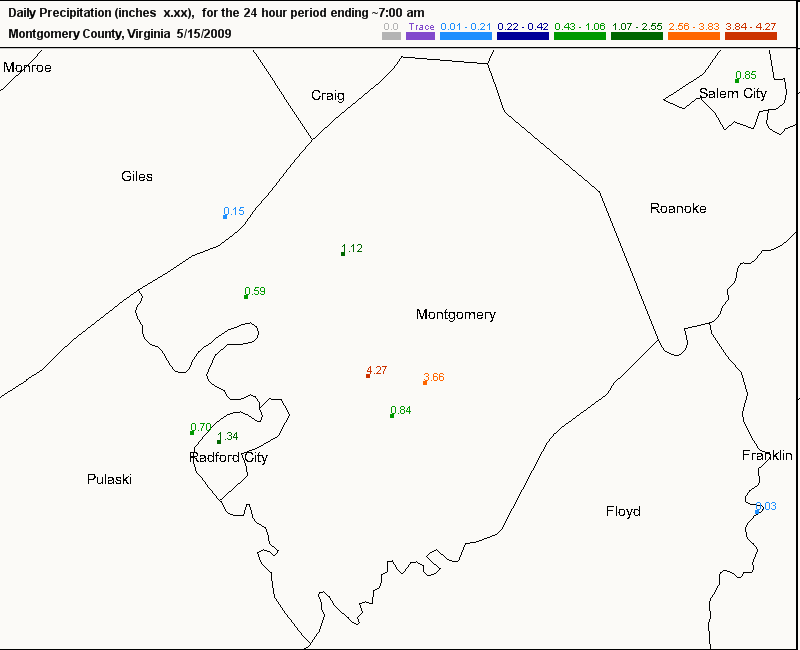 Daily Precipitation (inches x.xx), for the 24 hour period ending ~7:00 am
Montgomery County, Virginia 5/15/2009
0.0 Trace 0.01 - 0.21 0.22 - 0.42 0.43 - 1.06 1.07 - 2.55 2.56 - 3.83 3.84 - 4.27
Monroe
0.85
Craig
Salem City
Giles
Roanoke
0.15
1.12
0.59
Montgomery
4.27
3.66
0.84
0.70
1.34
Radford City
Franklin
Pulaski
Floyd
0.03